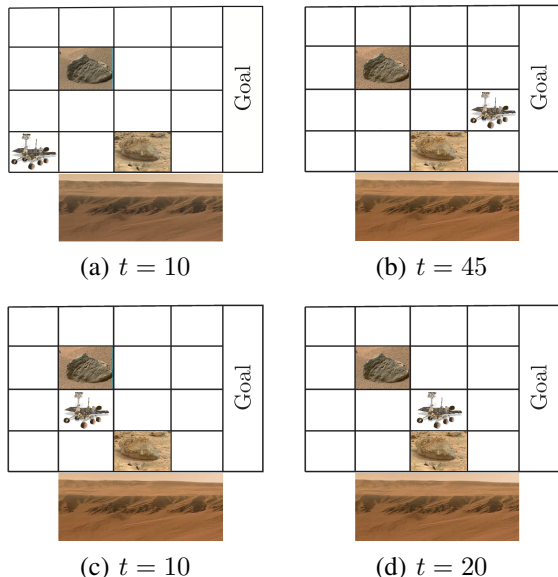 Goal
Goal
(a) t = 10
(b) t = 45
Goal
Goal
(c) t = 10
(d) t = 20